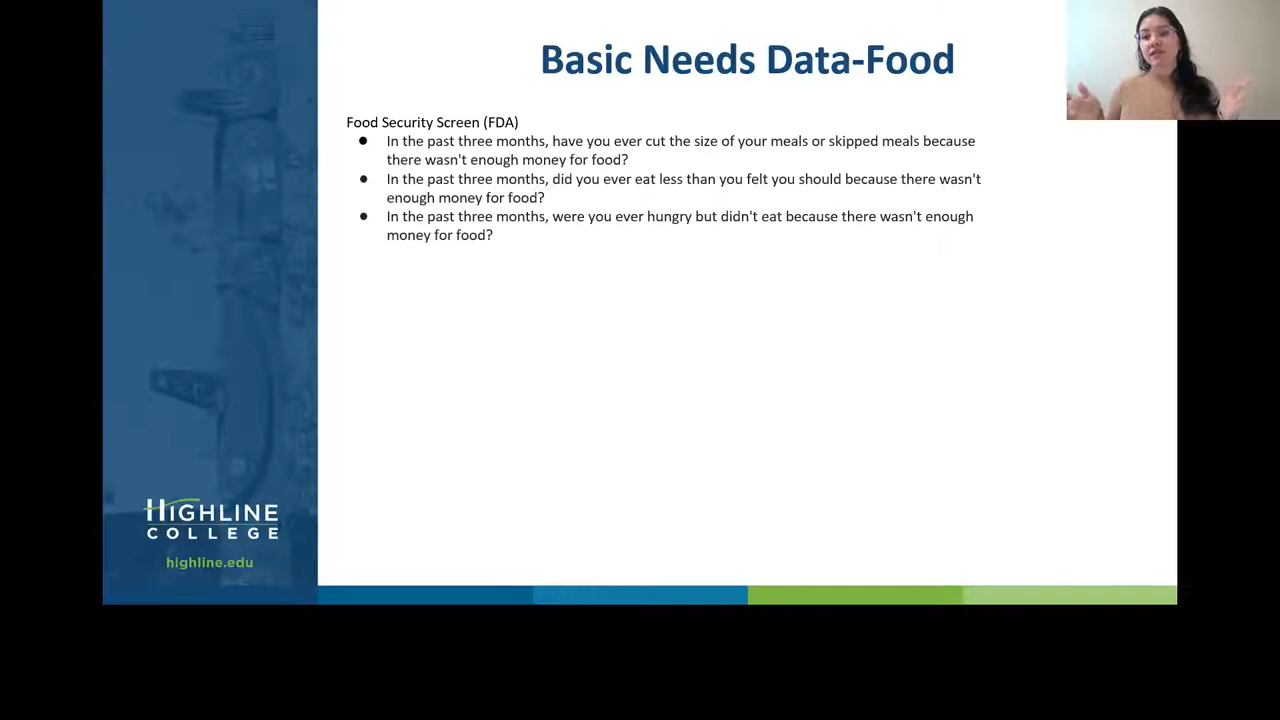 Basic Needs Data-Food
Food Security Screen (FDA)
● In the past three months, have you ever cut the size of your meals or skipped meals because
there wasn't enough money for food?
● In the past three months, did you ever eat less than you felt you should because there wasn't
enough money for food?
● In the past three months, were you ever hungry but didn't eat because there wasn't enough
money for food?
HIGHLINE
COLLEGE
highline.edu